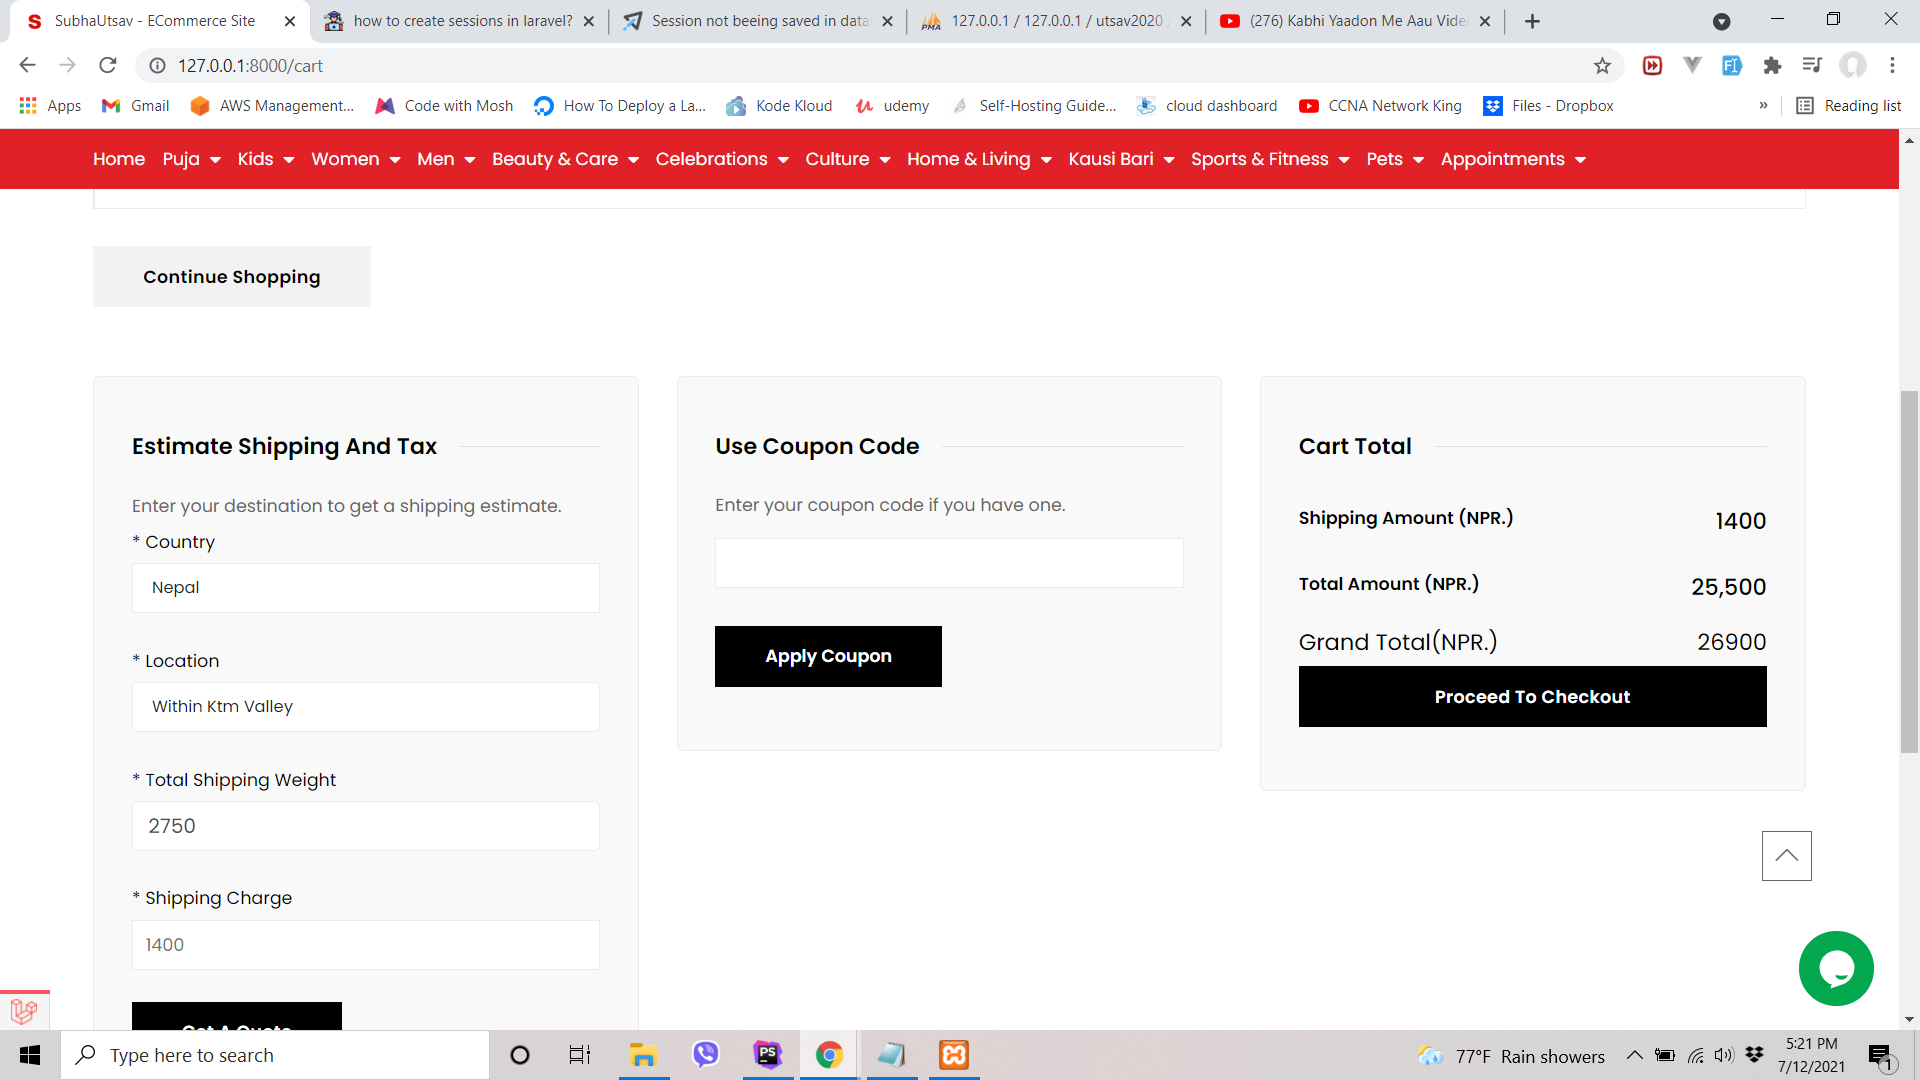 SubhaUtsav - ECommerce Site
how to create sessions in laravel?
Session not beeing saved in data
127.0.0.1 / 127.0.0.1 / utsav2020
(276) Kabhi Yaadon Me Aau Vide
127.0.0.1:8000/cart
Apps
Gmail
AWS Management...
Code with Mosh
How To Deploy a La...
Kode Kloud
udemy
Self-Hosting Guide...
cloud dashboard
CCNA Network King
Files - Dropbox
»
Reading list
Home
Puja
Kids
Women
Men
Beauty & Care
Celebrations
Culture
Home & Living
Kausi Bari
Sports & Fitness
Pets
Appointments
Continue Shopping
Estimate Shipping And Tax
Enter your destination to get a shipping estimate.
* Country
Nepal
* Location
Within Ktm Valley
* Total Shipping Weight
2750
* Shipping Charge
1400
Get A Quote
Use Coupon Code
Enter your coupon code if you have one.
Apply Coupon
Cart Total
Shipping Amount (NPR.) 1400
Total Amount (NPR.) 25,500
Grand Total(NPR.) 26900
Proceed To Checkout
Type here to search
77°F Rain showers
5:21 PM
7/12/2021
1